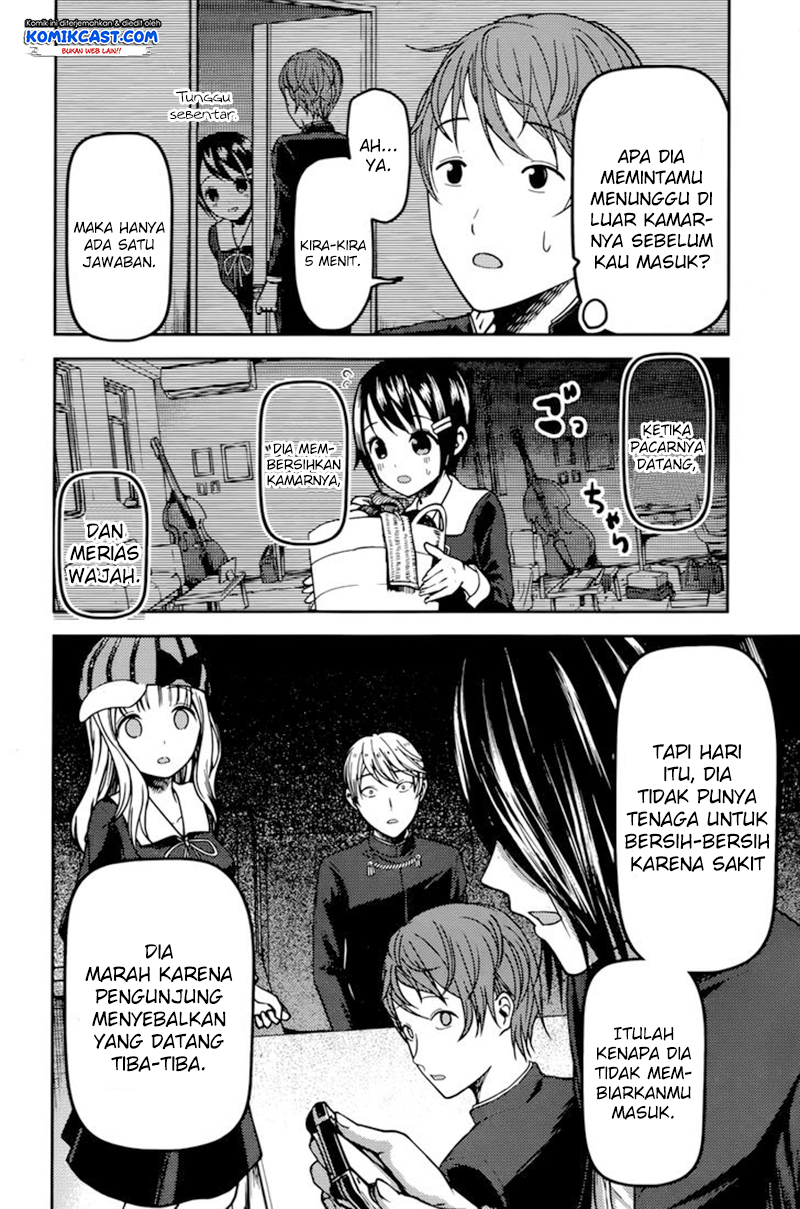 Komik ini diterjemahkan & diedit oleh
KOMIKCAST.COM
BUKAN WEB LAIN!!
APA DIA
MEMINTAMU
MENUNGGU DI
LUAR KAMAR-
NYA SEBELUM
KAU MASUK?
AH...
YA.
KIRA-KIRA
5 MENIT.
Tunggu
sebentar.
MAKA HANYA
ADA SATU
JAWABAN.
KETIKA
PACARNYA
DATANG,
ゴソッ
ちゃら
DIA MEM-
BERSIHKAN
KAMARNYA,
DAN
MERIAS
WAJAH.
TAPI HARI
ITU, DIA
TIDAK PUNYA
TENAGA UNTUK
BERSIH-BERSIH
KARENA SAKIT
ITULAH
KENAPA DIA
TIDAK MEM-
BIARKANMU
MASUK.
DIA
MARAH KARENA
PENGUNJUNG
MENYEBALKAN
YANG DATANG
TIBA-TIBA.